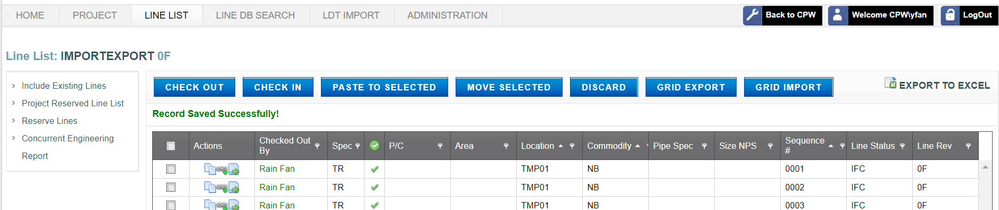 HOME PROJECT LINE LIST LINE DB SEARCH LDT IMPORT ADMINISTRATION Back to CPW Welcome CPW\yfan LogOut
Line List: IMPORTEXPORT 0F
Include Existing Lines
Project Reserved Line List
Reserve Lines
Concurrent Engineering
Report
CHECK OUT CHECK IN PASTE TO SELECTED MOVE SELECTED DISCARD GRID EXPORT GRID IMPORT EXPORT TO EXCEL
Record Saved Successfully!
Actions Checked Out By Spec P/C Area Location Commodity Pipe Spec Size NPS Sequence # Line Status Line Rev
Rain Fan TR TMP01 NB 0001 IFC 0F
Rain Fan TR TMP01 NB 0002 IFC 0F
Rain Fan TR TMP01 NB 0003 IFC 0F